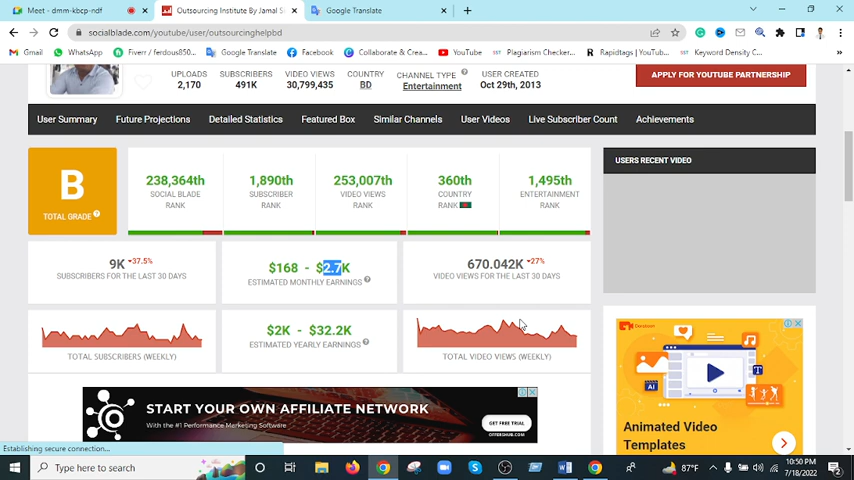 Meet - dmm-kbcp-ndf
Outsourcing Institute By Jamal S
Google Translate
socialblade.com/youtube/user/outsourcinghelpbd
Gmail WhatsApp Fiverr / ferdous850... Google Translate Facebook Collaborate & Crea... YouTube Plagiarism Checker... Rapidtags | YouTub... Keyword Density C...
UPLOADS SUBSCRIBERS VIDEO VIEWS COUNTRY CHANNEL TYPE USER CREATED
2,170 491K 30,799,435 BD Entertainment Oct 29th, 2013
APPLY FOR YOUTUBE PARTNERSHIP
User Summary Future Projections Detailed Statistics Featured Box Similar Channels User Videos Live Subscriber Count Achievements
B
TOTAL GRADE
238,364th 1,890th 253,007th 360th 1,495th
SOCIAL BLADE SUBSCRIBER VIDEO VIEWS COUNTRY ENTERTAINMENT
RANK RANK RANK RANK RANK
USERS RECENT VIDEO
9K -37.5%
SUBSCRIBERS FOR THE LAST 30 DAYS
$168 - $2.7K
ESTIMATED MONTHLY EARNINGS
670.042K -27%
VIDEO VIEWS FOR THE LAST 30 DAYS
TOTAL SUBSCRIBERS (WEEKLY)
$2K - $32.2K
ESTIMATED YEARLY EARNINGS
TOTAL VIDEO VIEWS (WEEKLY)
START YOUR OWN AFFILIATE NETWORK
With the #1 Performance Marketing Software
GET FREE TRIAL
OFFERSHUB.COM
AI
T
Animated Video
Templates
Establishing secure connection...
Type here to search
87°F
10:50 PM
7/18/2022
2